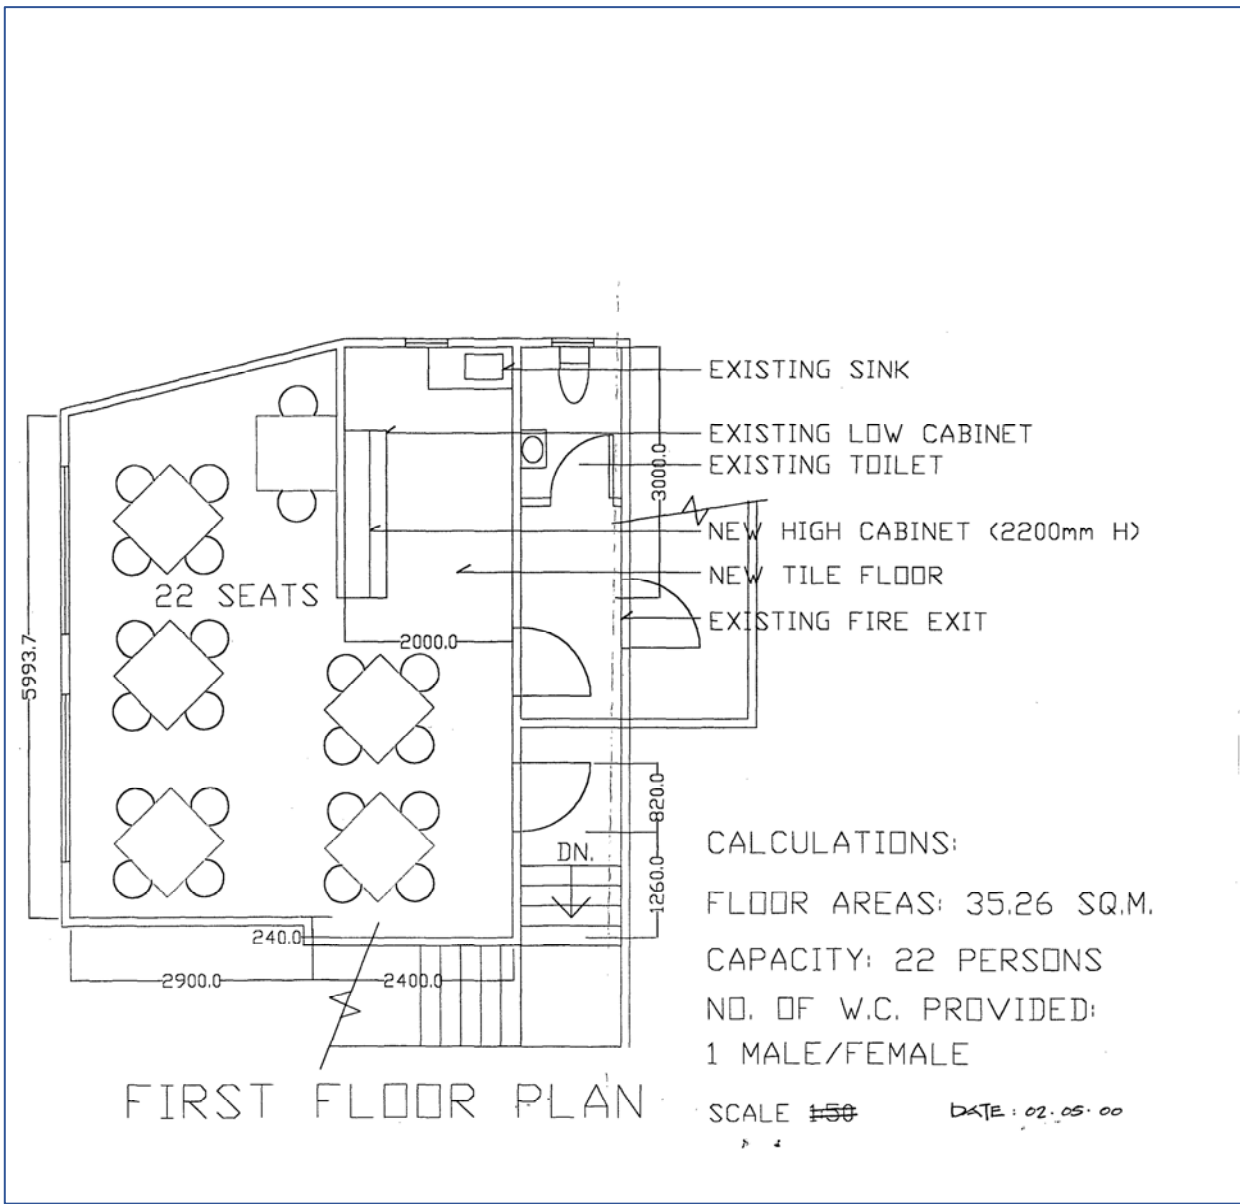 EXISTING SINK
EXISTING LOW CABINET
EXISTING TOILET
3000.0
NEW HIGH CABINET (2200mm H)
NEW TILE FLOOR
22 SEATS
EXISTING FIRE EXIT
2000.0
5993.7
820.0
DN.
1260.0
240.0
2900.0
2400.0
CALCULATIONS:
FLOOR AREAS: 35.26 SQ.M.
CAPACITY: 22 PERSONS
NO. OF W.C. PROVIDED:
1 MALE/FEMALE
FIRST FLOOR PLAN
SCALE 1:50
DATE : 02.05.00